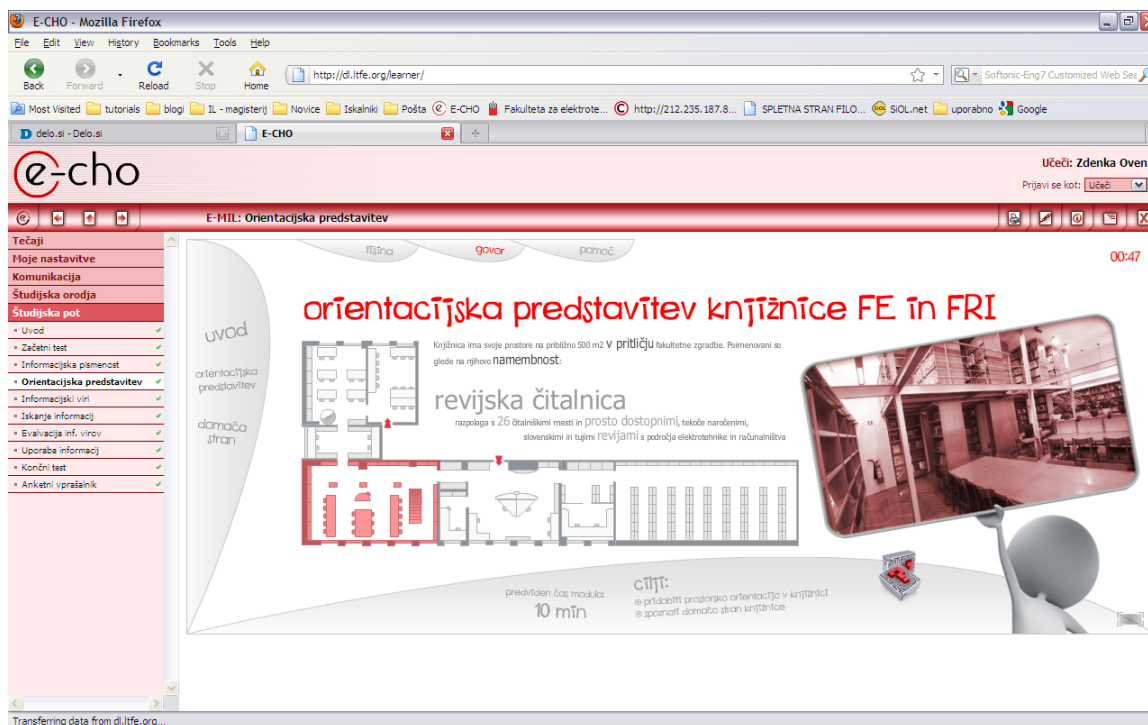 E-CHO - Mozilla Firefox
File Edit View History Bookmarks Tools Help
Back Forward Reload Stop Home http://dl.ltfe.org/learner/ Softonic-Eng7 Customized Web Sea
Most Visited tutorials blogi IL - magisterij Novice Iskalniki Pošta E-CHO Fakulteta za elektrote... http://212.235.187.8... SPLETNA STRAN FILO... SiOL.net uporabno Google
delo.si - Delo.si E-CHO
e-cho
Učeči: Zdenka Oven
Prijavi se kot: Učeči
E-MIL: Orientacijska predstavitev
Tečaji
Moje nastavitve
Komunikacija
Študijska orodja
Študijska pot
Uvod
Začetni test
Informacijska pismenost
Orientacijska predstavitev
Informacijski viri
Iskanje informacij
Evalvacija inf. virov
Uporaba informacij
Končni test
Anketni vprašalnik
tišina govor pomoč
00:47
orientacijska predstavitev knjižnice FE in FRI
uvod
orientacijska
predstavitev
domača
stran
Knjižnica ima svoje prostore na približno 500 m2 v pritličju fakultetne zgradbe. Poimenovani so
glede na njihovo namembnost:
revijska čitalnica
razpolaga s 26 čitalniškimi mesti in prosto dostopnimi, tekoče naročenimi,
slovenskimi in tujimi revijami s področja elektrotehnike in računalništva
predviden čas modula:
10 min
cilji:
pridobiti prostorsko orientacijo v knjižnici
spoznati domačo stran knjižnice
Transferring data from dl.ltfe.org...